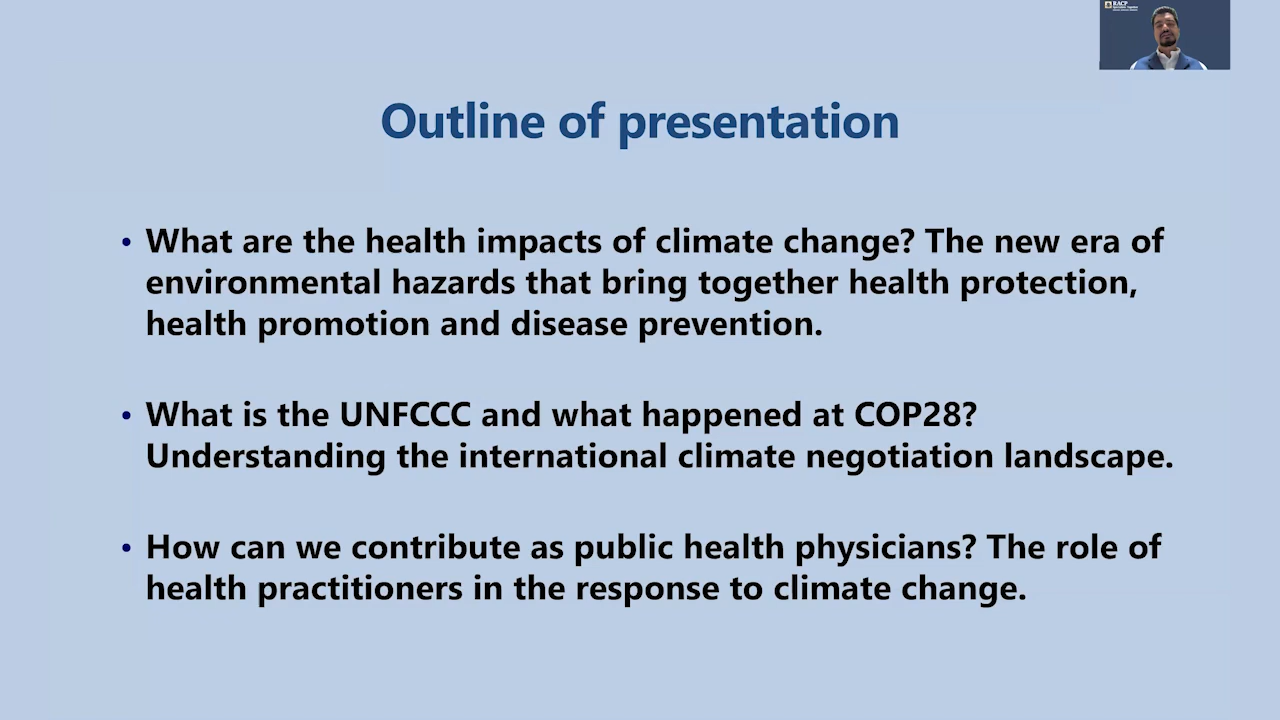 RACP
Outline of presentation
• What are the health impacts of climate change? The new era of
environmental hazards that bring together health protection,
health promotion and disease prevention.
• What is the UNFCCC and what happened at COP28?
Understanding the international climate negotiation landscape.
• How can we contribute as public health physicians? The role of
health practitioners in the response to climate change.